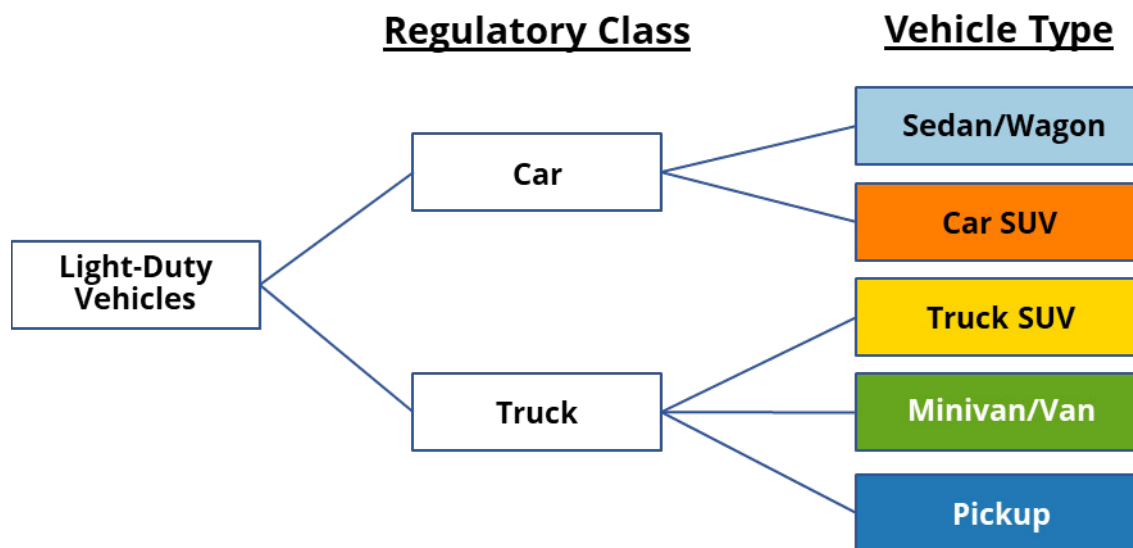 Regulatory Class
Vehicle Type
Sedan/Wagon
Car
Car SUV
Light-Duty
Vehicles
Truck SUV
Truck
Minivan/Van
Pickup